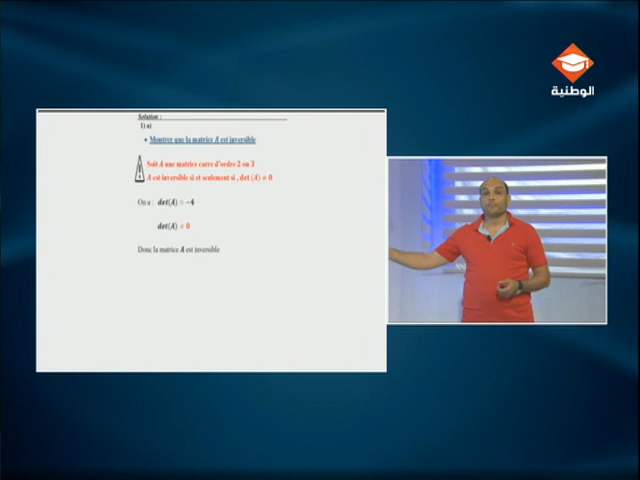 الوطنية
Solution :
1) a)
• Montrer que la matrice A est inversible
Soit A une matrice carre d'ordre 2 ou 3
A est inversible si et seulement si , det (A) ≠ 0
On a : det(A) = −4
det(A) ≠ 0
Donc la matrice A est inversible